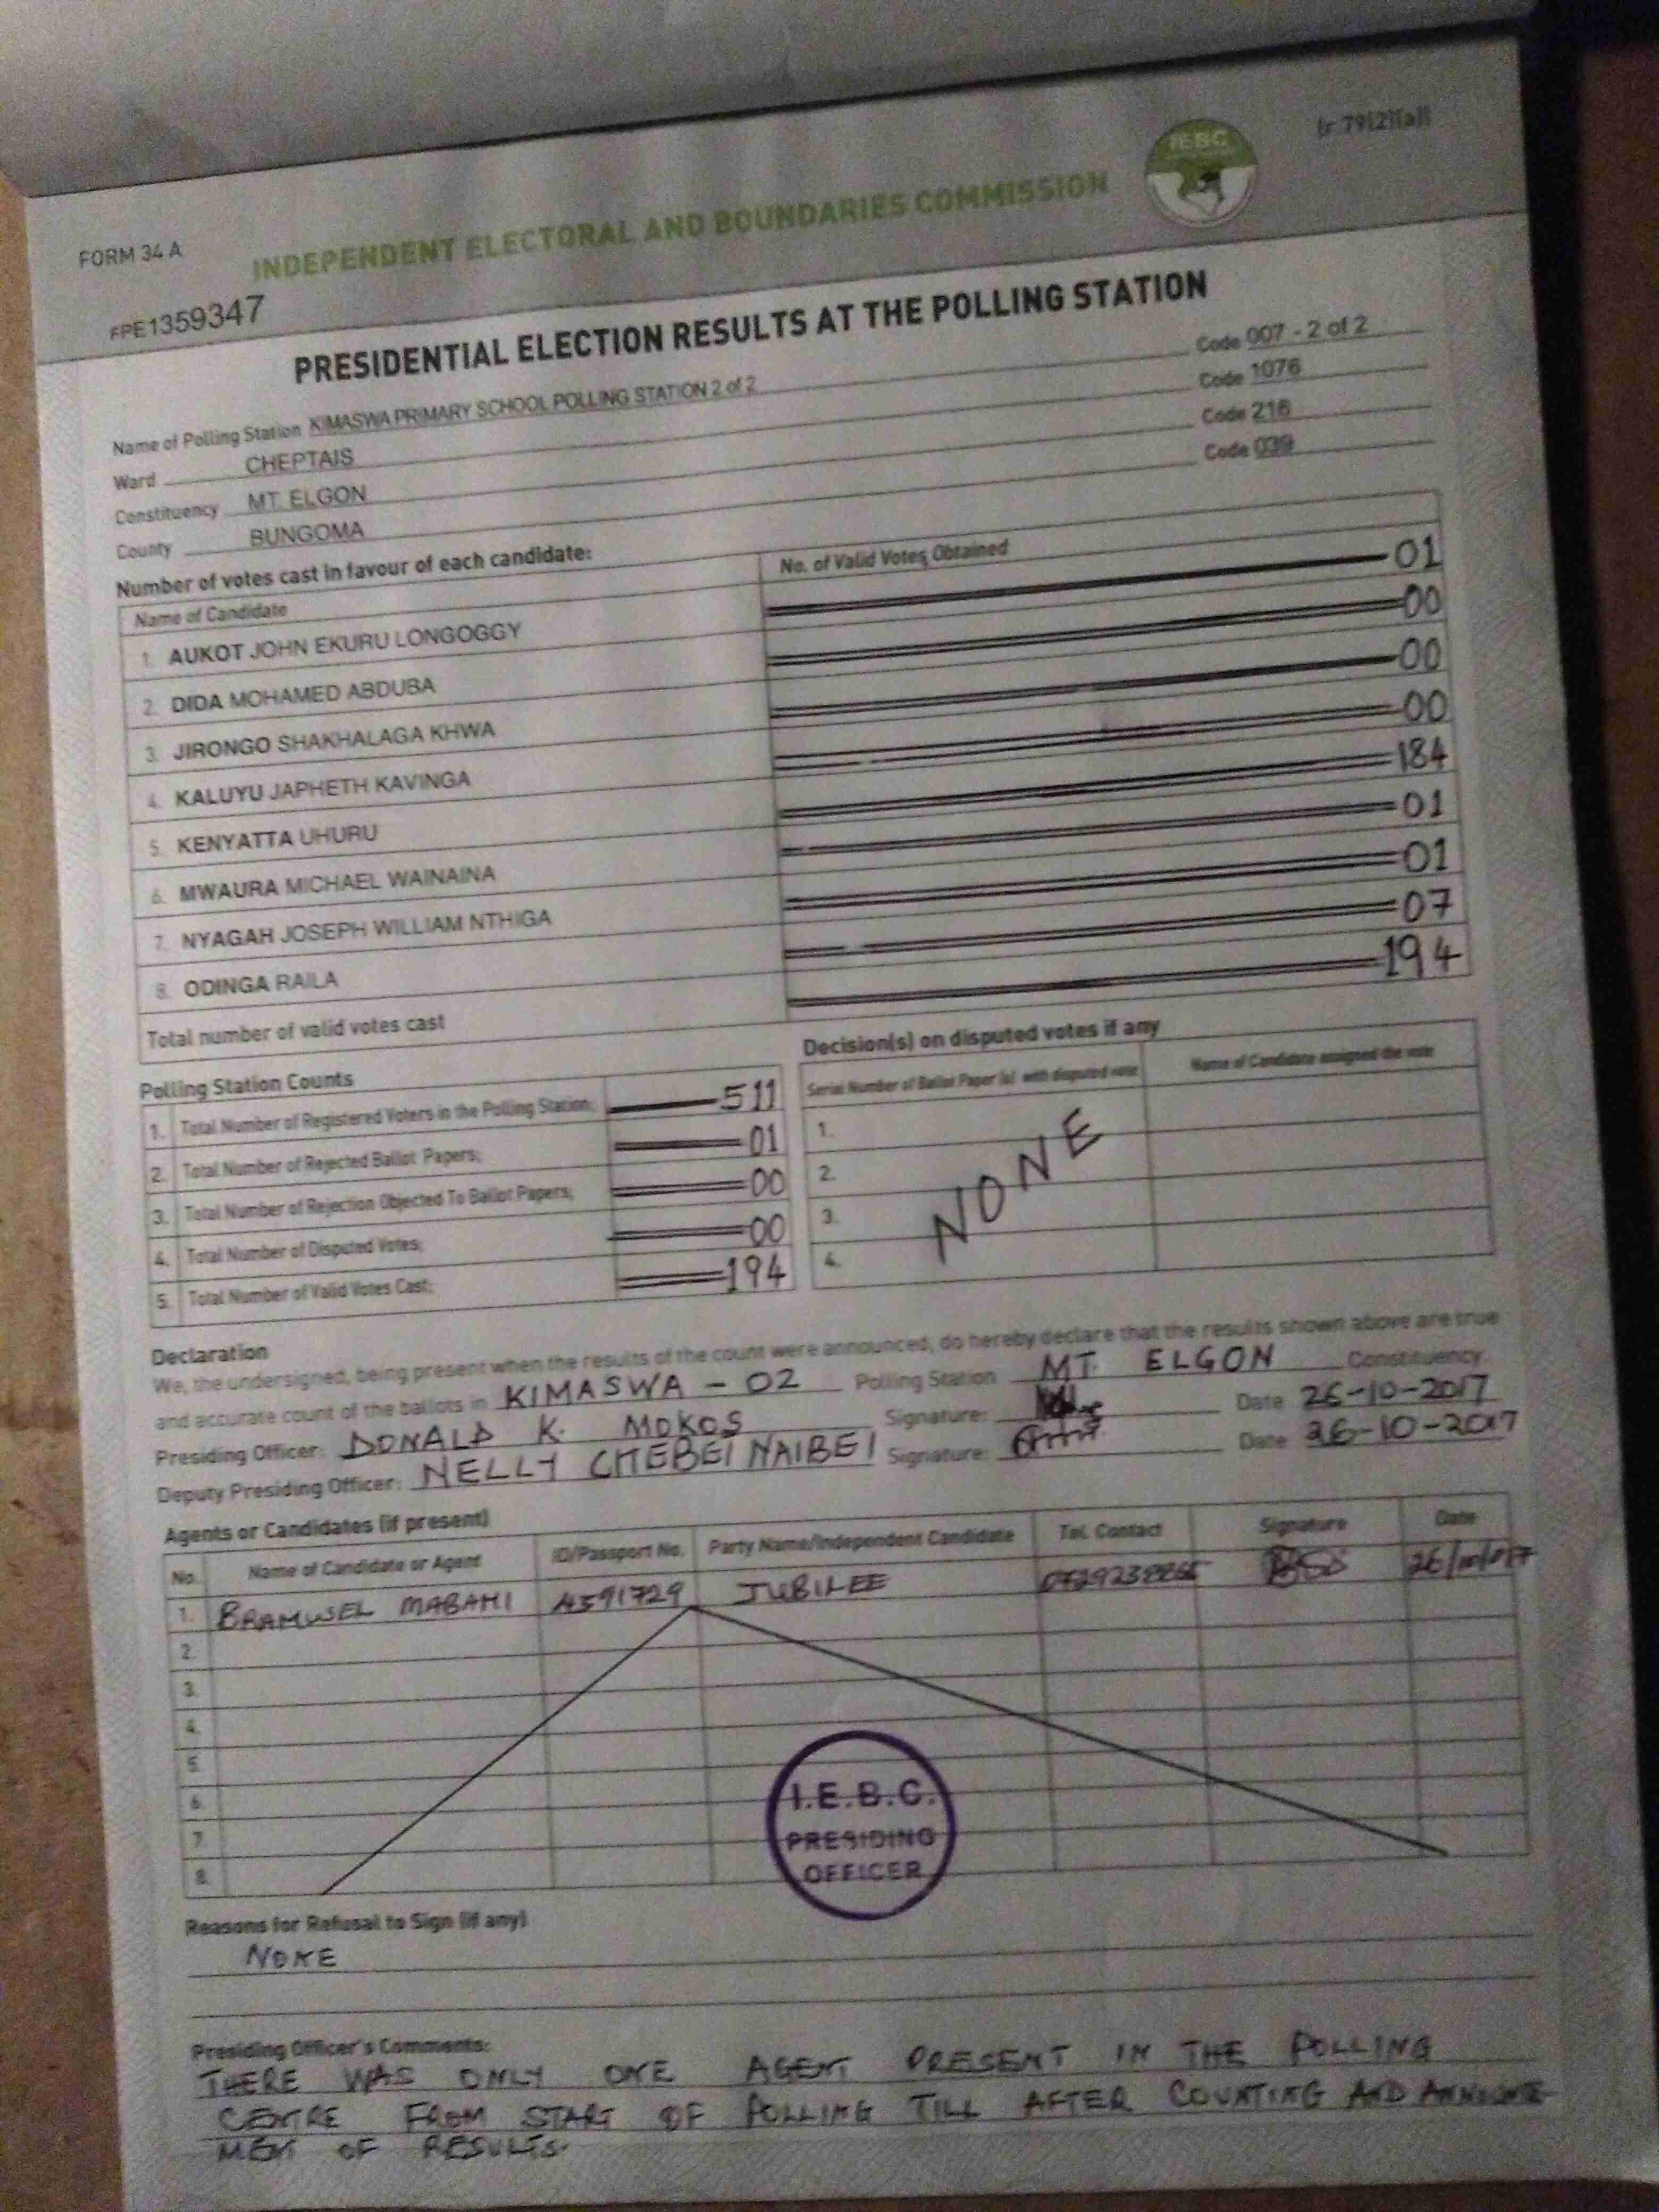 (r 79(2)(a))
IEBC
FORM 34 A
INDEPENDENT ELECTORAL AND BOUNDARIES COMMISSION
FPE1359347
PRESIDENTIAL ELECTION RESULTS AT THE POLLING STATION
Name of Polling Station KIMASWA PRIMARY SCHOOL POLLING STATION 2 of 2 Code 007 - 2 of 2
Ward CHEPTAIS Code 1076
Constituency MT. ELGON Code 216
County BUNGOMA Code 039
Number of votes cast in favour of each candidate:
Name of Candidate No. of Valid Votes Obtained
1. AUKOT JOHN EKURU LONGOGGY 01
2. DIDA MOHAMED ABDUBA 00
3. JIRONGO SHAKHALAGA KHWA 00
4. KALUYU JAPHETH KAVINGA 00
5. KENYATTA UHURU 184
6. MWAURA MICHAEL WAINAINA 01
7. NYAGAH JOSEPH WILLIAM NTHIGA 01
8. ODINGA RAILA 07
Total number of valid votes cast 194
Polling Station Counts
1. Total Number of Registered Voters in the Polling Station; 511
2. Total Number of Rejected Ballot Papers; 01
3. Total Number of Rejection Objected To Ballot Papers; 00
4. Total Number of Disputed Votes; 00
5. Total Number of Valid Votes Cast; 194
Decision(s) on disputed votes if any
Serial Number of Ballot Paper (s) with disputed vote Name of Candidate assigned the vote
1.
2.
3.
4.
NONE
Declaration
We, the undersigned, being present when the results of the count were announced, do hereby declare that the results shown above are true
and accurate count of the ballots in KIMASWA - 02 Polling Station MT. ELGON Constituency.
Presiding Officer: DONALD K. MOKOS Signature: Date 26-10-2017
Deputy Presiding Officer: NELLY CHEBEI NAIBEI Signature: Date 26-10-2017
Agents or Candidates (if present)
No. Name of Candidate or Agent ID/Passport No. Party Name/Independent Candidate Tel. Contact Signature Date
1. BRAMWEL MABAHI 4591729 JUBILEE
2.
3.
4.
5.
6.
7.
8.
I.E.B.C.
PRESIDING
OFFICER
Reasons for Refusal to Sign (if any)
NONE
Presiding Officer's Comments:
THERE WAS ONLY ONE AGENT PRESENT IN THE POLLING
CENTRE FROM START OF POLLING TILL AFTER COUNTING AND ANNOUNCE-
MENT OF RESULTS.